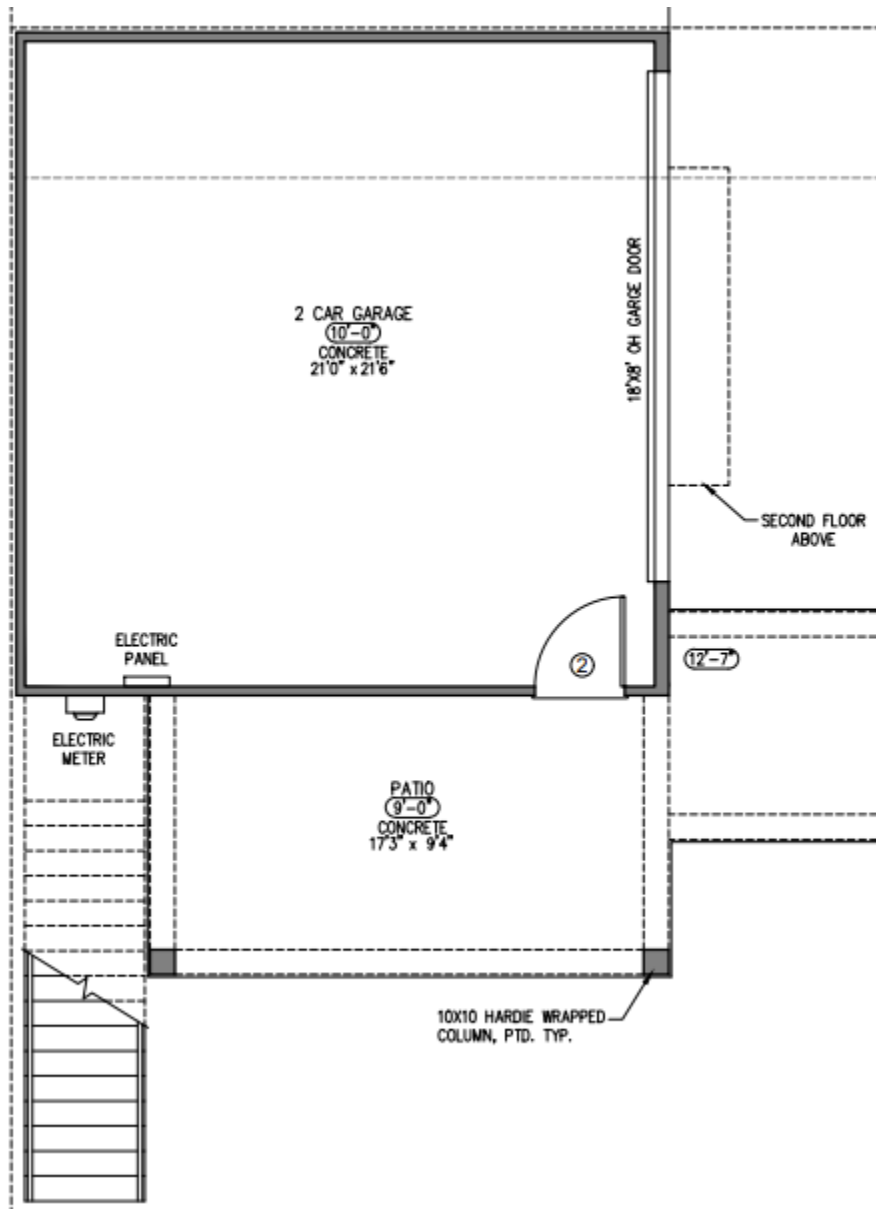 2 CAR GARAGE
10'-0"
CONCRETE
21'0" x 21'6"
18'X8' OH GARGE DOOR
SECOND FLOOR
ABOVE
ELECTRIC
PANEL
2
12'-7"
ELECTRIC
METER
PATIO
9'-0"
CONCRETE
17'3" x 9'4"
10X10 HARDIE WRAPPED
COLUMN, PTD. TYP.